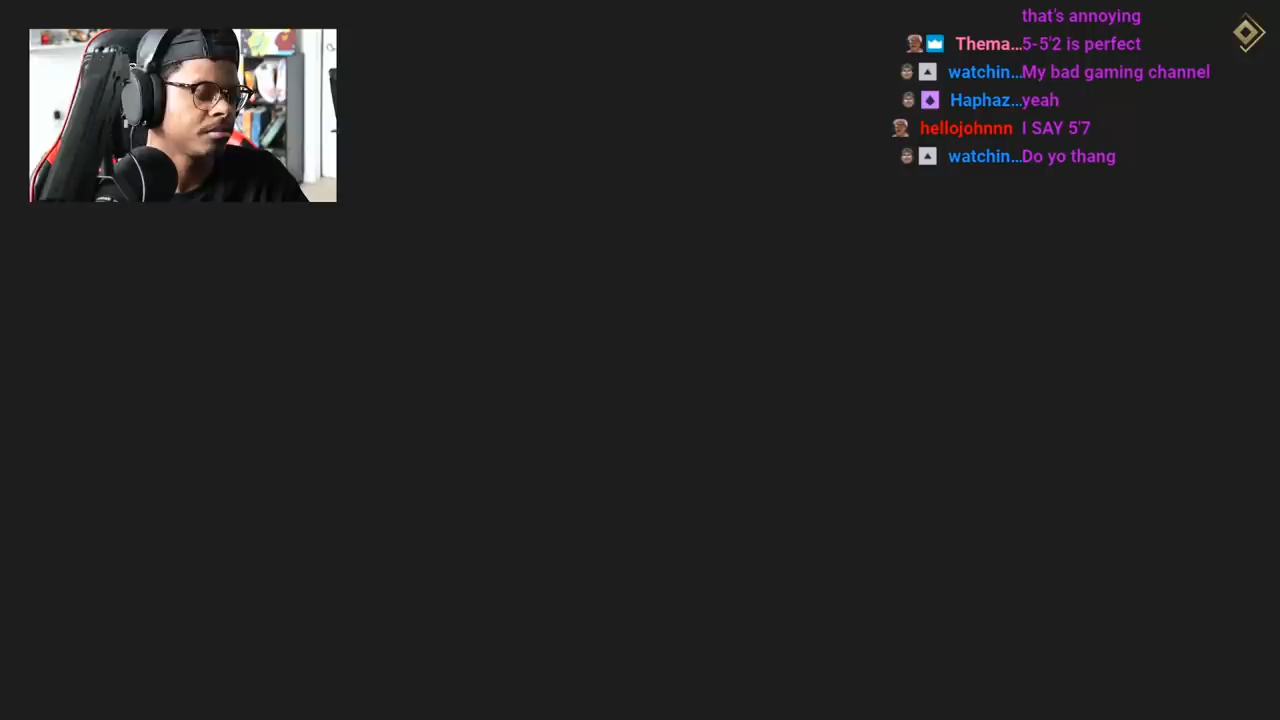 that's annoying
Thema...5-5'2 is perfect
watchin...My bad gaming channel
Haphaz...yeah
hellojohnnn I SAY 5'7
watchin...Do yo thang